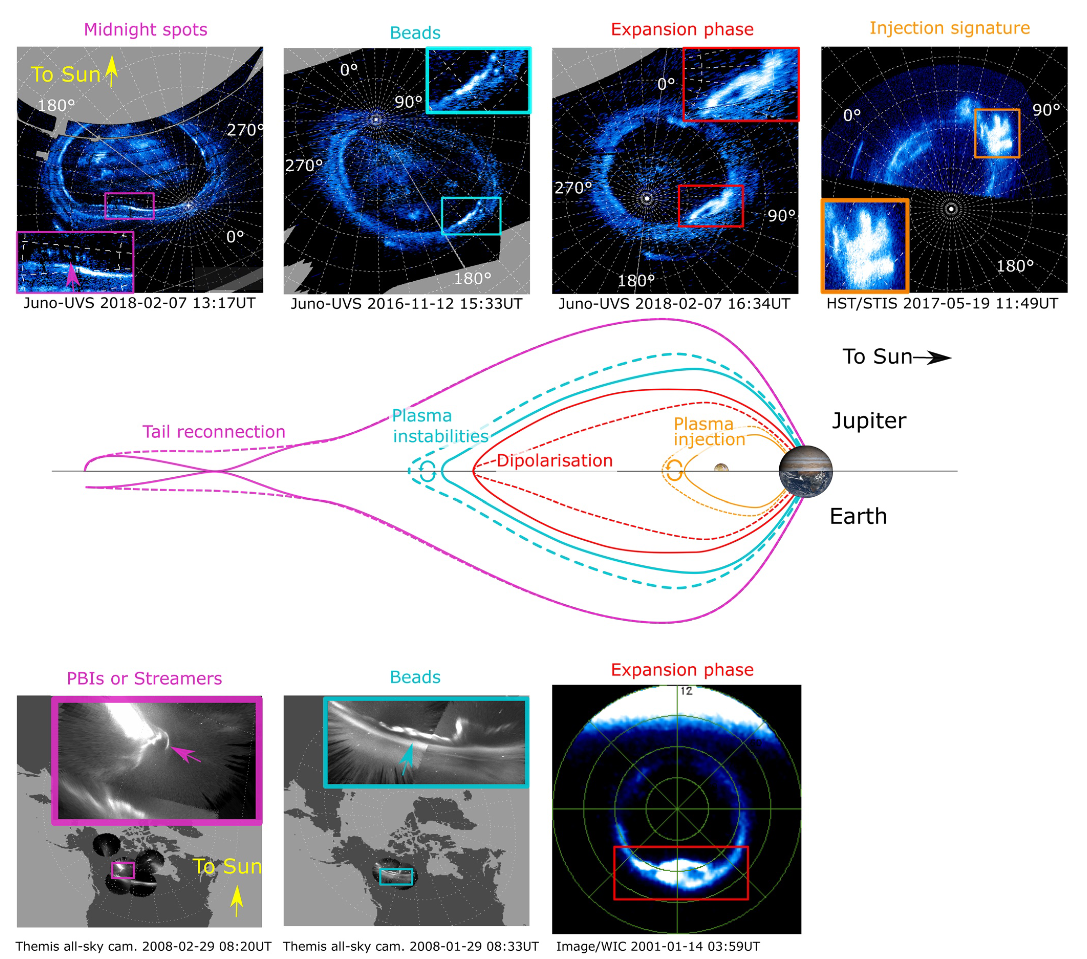 Midnight spots
Beads
Expansion phase
Injection signature
To Sun
180°
270°
0°
0°
90°
270°
180°
0°
270°
90°
180°
0°
90°
180°
Juno-UVS 2018-02-07 13:17UT
Juno-UVS 2016-11-12 15:33UT
Juno-UVS 2018-02-07 16:34UT
HST/STIS 2017-05-19 11:49UT
To Sun
Jupiter
Plasma
instabilities
Plasma
injection
Tail reconnection
Dipolarisation
Earth
PBIs or Streamers
Beads
Expansion phase
12
To Sun
Themis all-sky cam. 2008-02-29 08:20UT
Themis all-sky cam. 2008-01-29 08:33UT
Image/WIC 2001-01-14 03:59UT